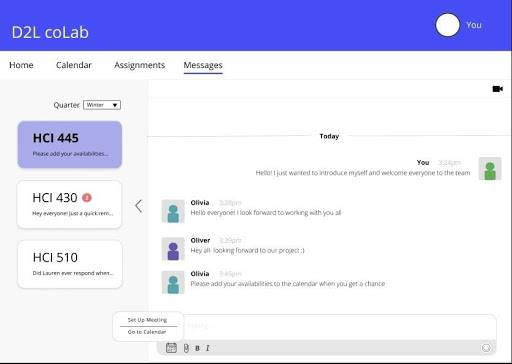 D2L coLab
You
Home Calendar Assignments Messages
Quarter Winter
HCI 445
Please add your availabilities...
HCI 430 2
Hey everyone! Just a quick rem...
HCI 510
Did Lauren ever respond when...
Today
You 3:24pm
Hello! I just wanted to introduce myself and welcome everyone to the team
Olivia 3:28pm
Hello everyone! I look forward to working with you all
Oliver 3:39pm
Hey all- looking forward to our project :)
Olivia 3:45pm
Please add your availabilities to the calendar when you get a chance
Set Up Meeting
Go to Calendar
B I